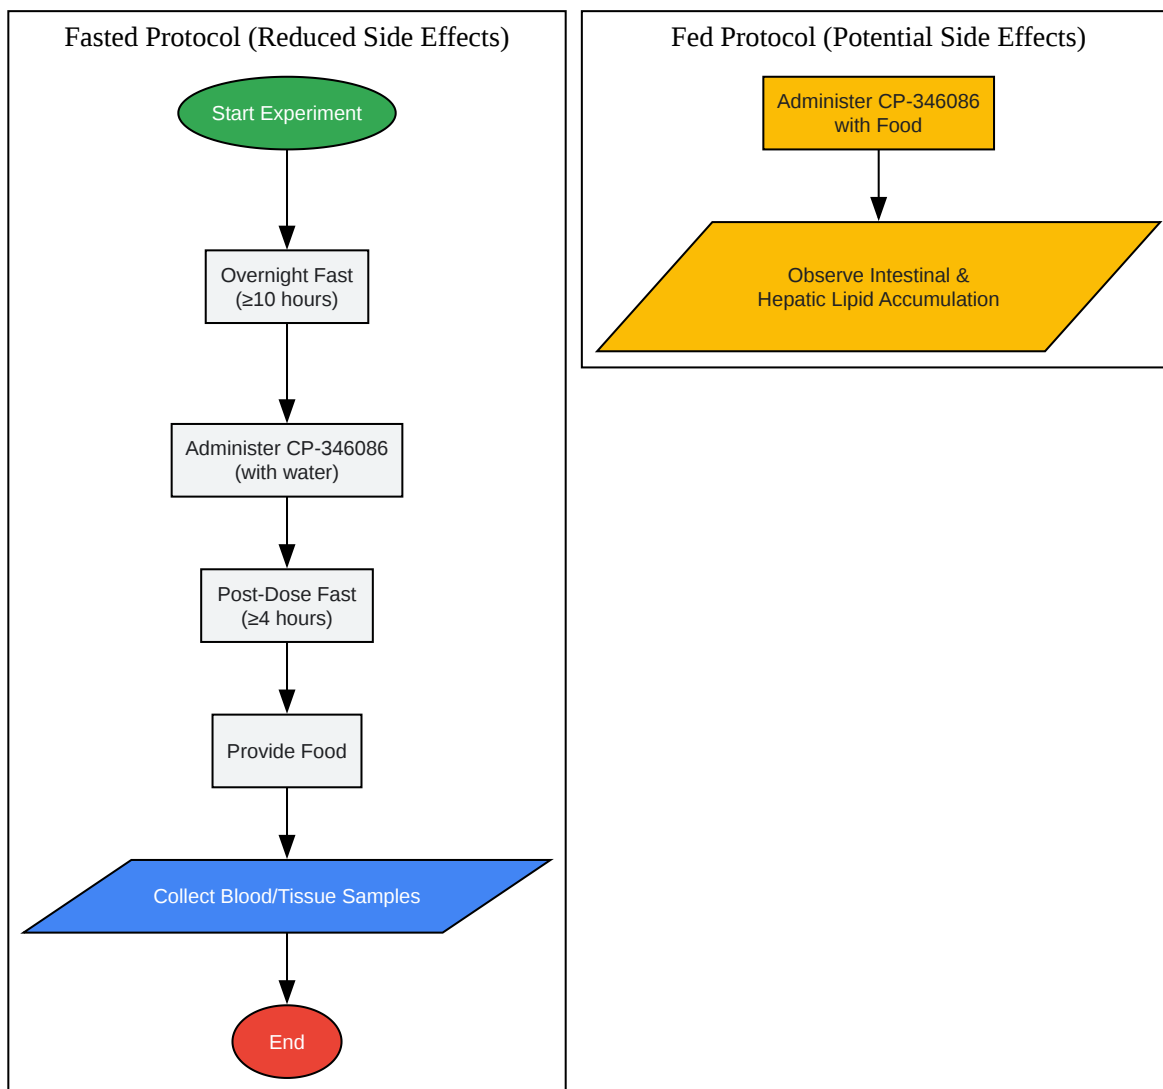 Fasted Protocol (Reduced Side Effects)
Start Experiment
Overnight Fast
(≥10 hours)
Administer CP-346086
(with water)
Post-Dose Fast
(≥4 hours)
Provide Food
Collect Blood/Tissue Samples
End
Fed Protocol (Potential Side Effects)
Administer CP-346086
with Food
Observe Intestinal &
Hepatic Lipid Accumulation